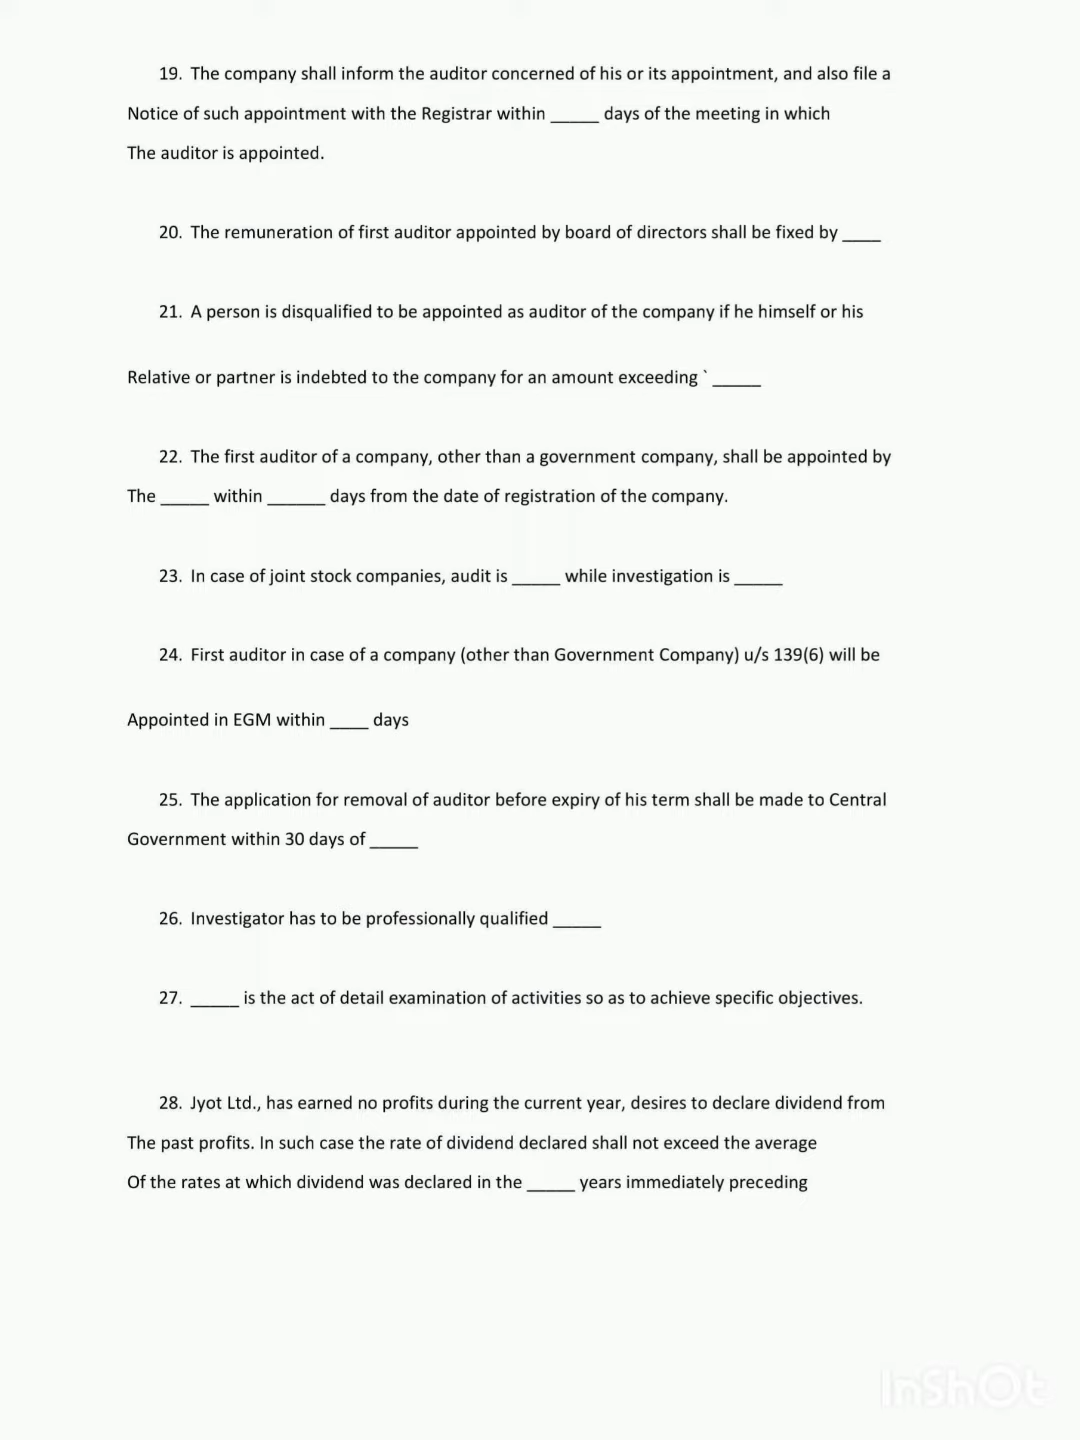 19. The company shall inform the auditor concerned of his or its appointment, and also file a
Notice of such appointment with the Registrar within _____ days of the meeting in which
The auditor is appointed.
20. The remuneration of first auditor appointed by board of directors shall be fixed by ____
21. A person is disqualified to be appointed as auditor of the company if he himself or his
Relative or partner is indebted to the company for an amount exceeding ` _____
22. The first auditor of a company, other than a government company, shall be appointed by
The _____ within ______ days from the date of registration of the company.
23. In case of joint stock companies, audit is _____ while investigation is _____
24. First auditor in case of a company (other than Government Company) u/s 139(6) will be
Appointed in EGM within ____ days
25. The application for removal of auditor before expiry of his term shall be made to Central
Government within 30 days of _____
26. Investigator has to be professionally qualified _____
27. _____ is the act of detail examination of activities so as to achieve specific objectives.
28. Jyot Ltd., has earned no profits during the current year, desires to declare dividend from
The past profits. In such case the rate of dividend declared shall not exceed the average
Of the rates at which dividend was declared in the _____ years immediately preceding
InShOt